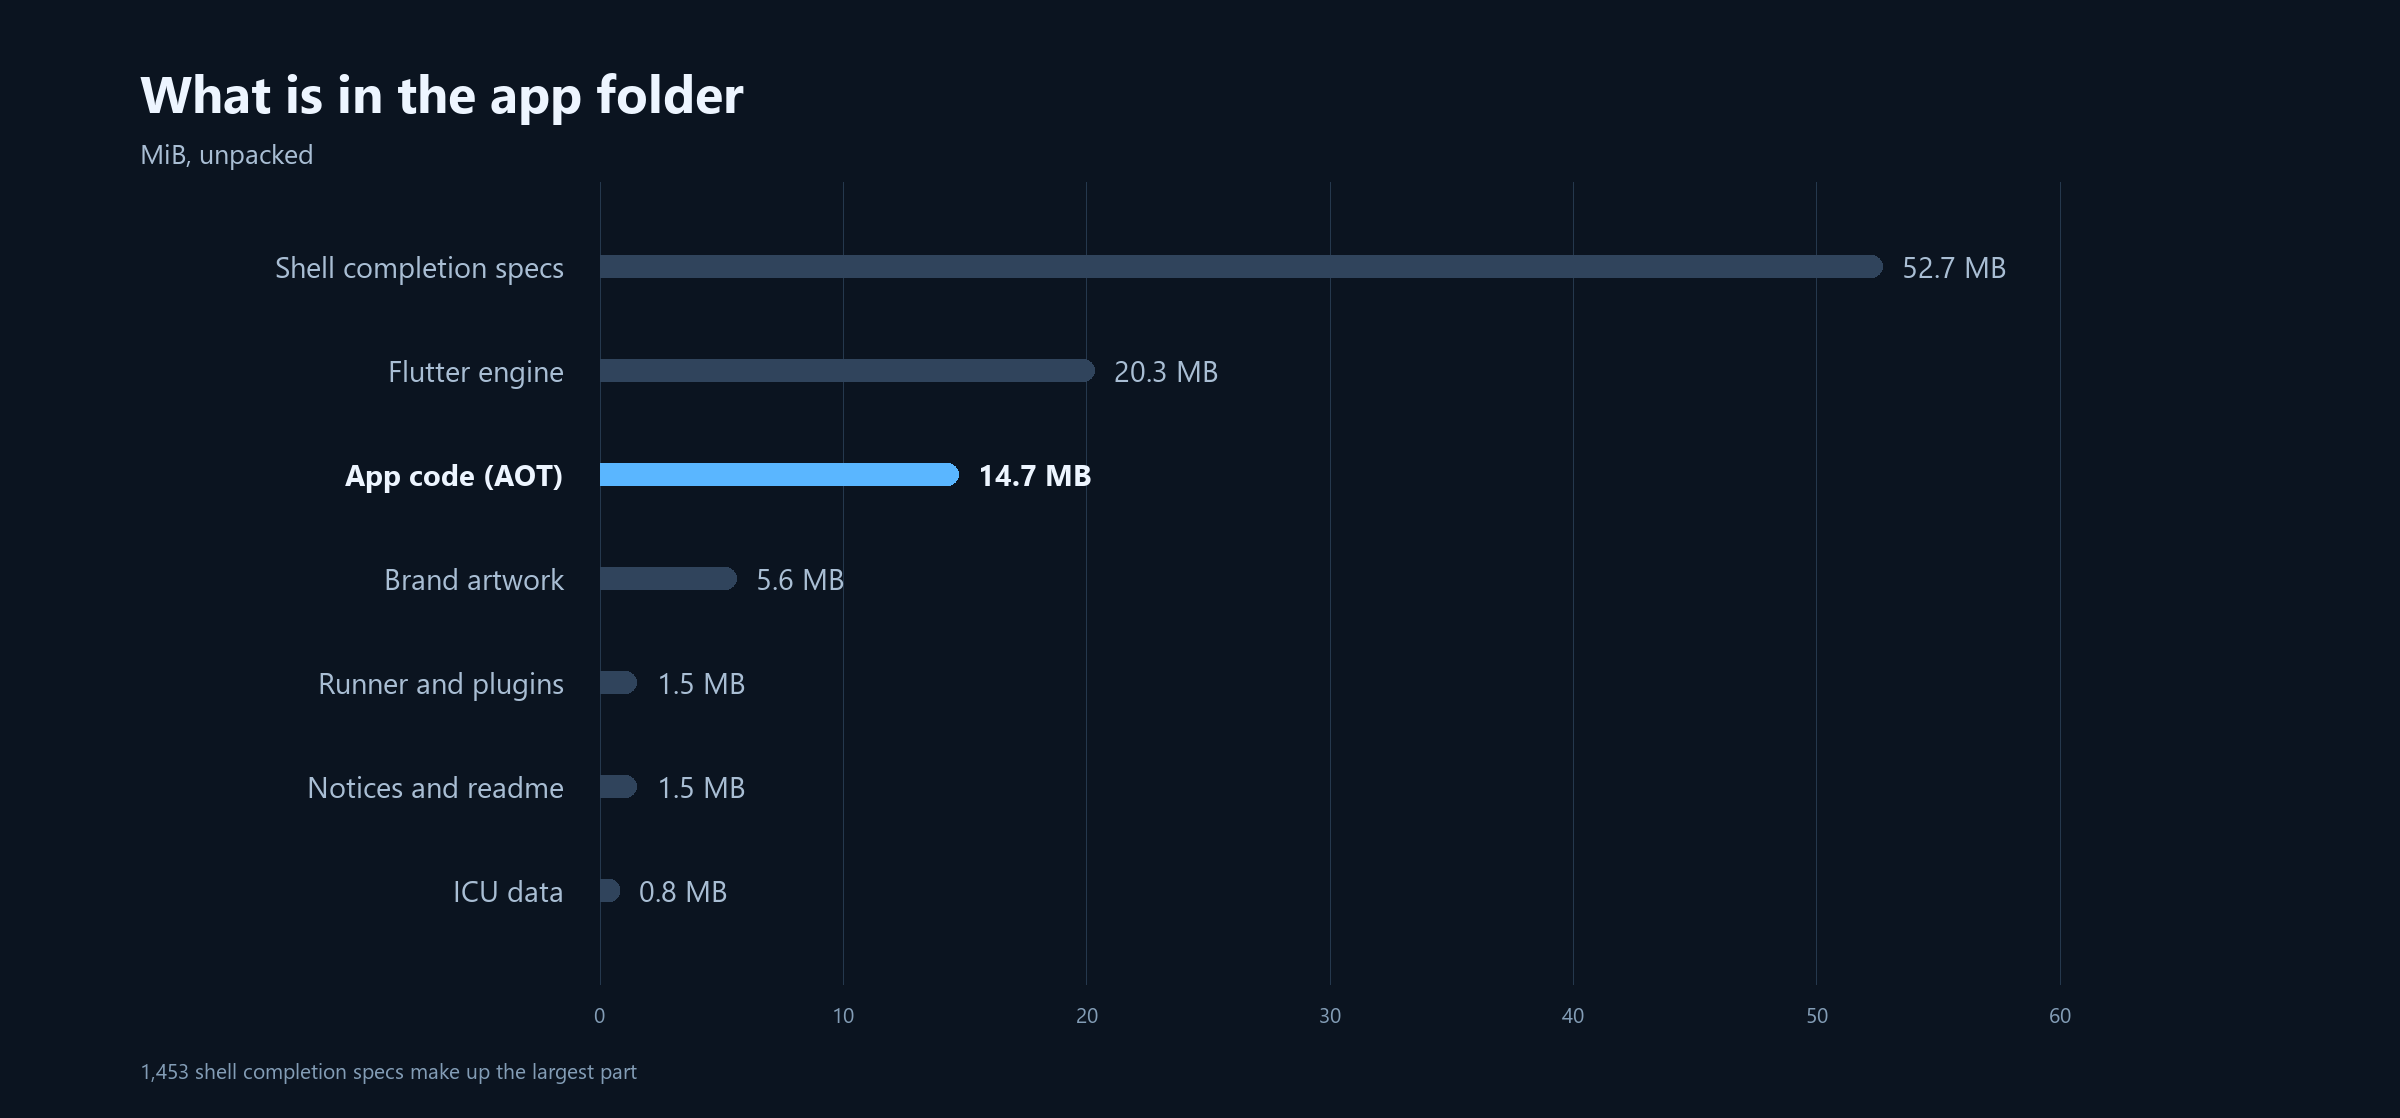 What is in the app folder
MiB, unpacked
Shell completion specs 52.7 MB
Flutter engine 20.3 MB
App code (AOT) 14.7 MB
Brand artwork 5.6 MB
Runner and plugins 1.5 MB
Notices and readme 1.5 MB
ICU data 0.8 MB
0 10 20 30 40 50 60
1,453 shell completion specs make up the largest part